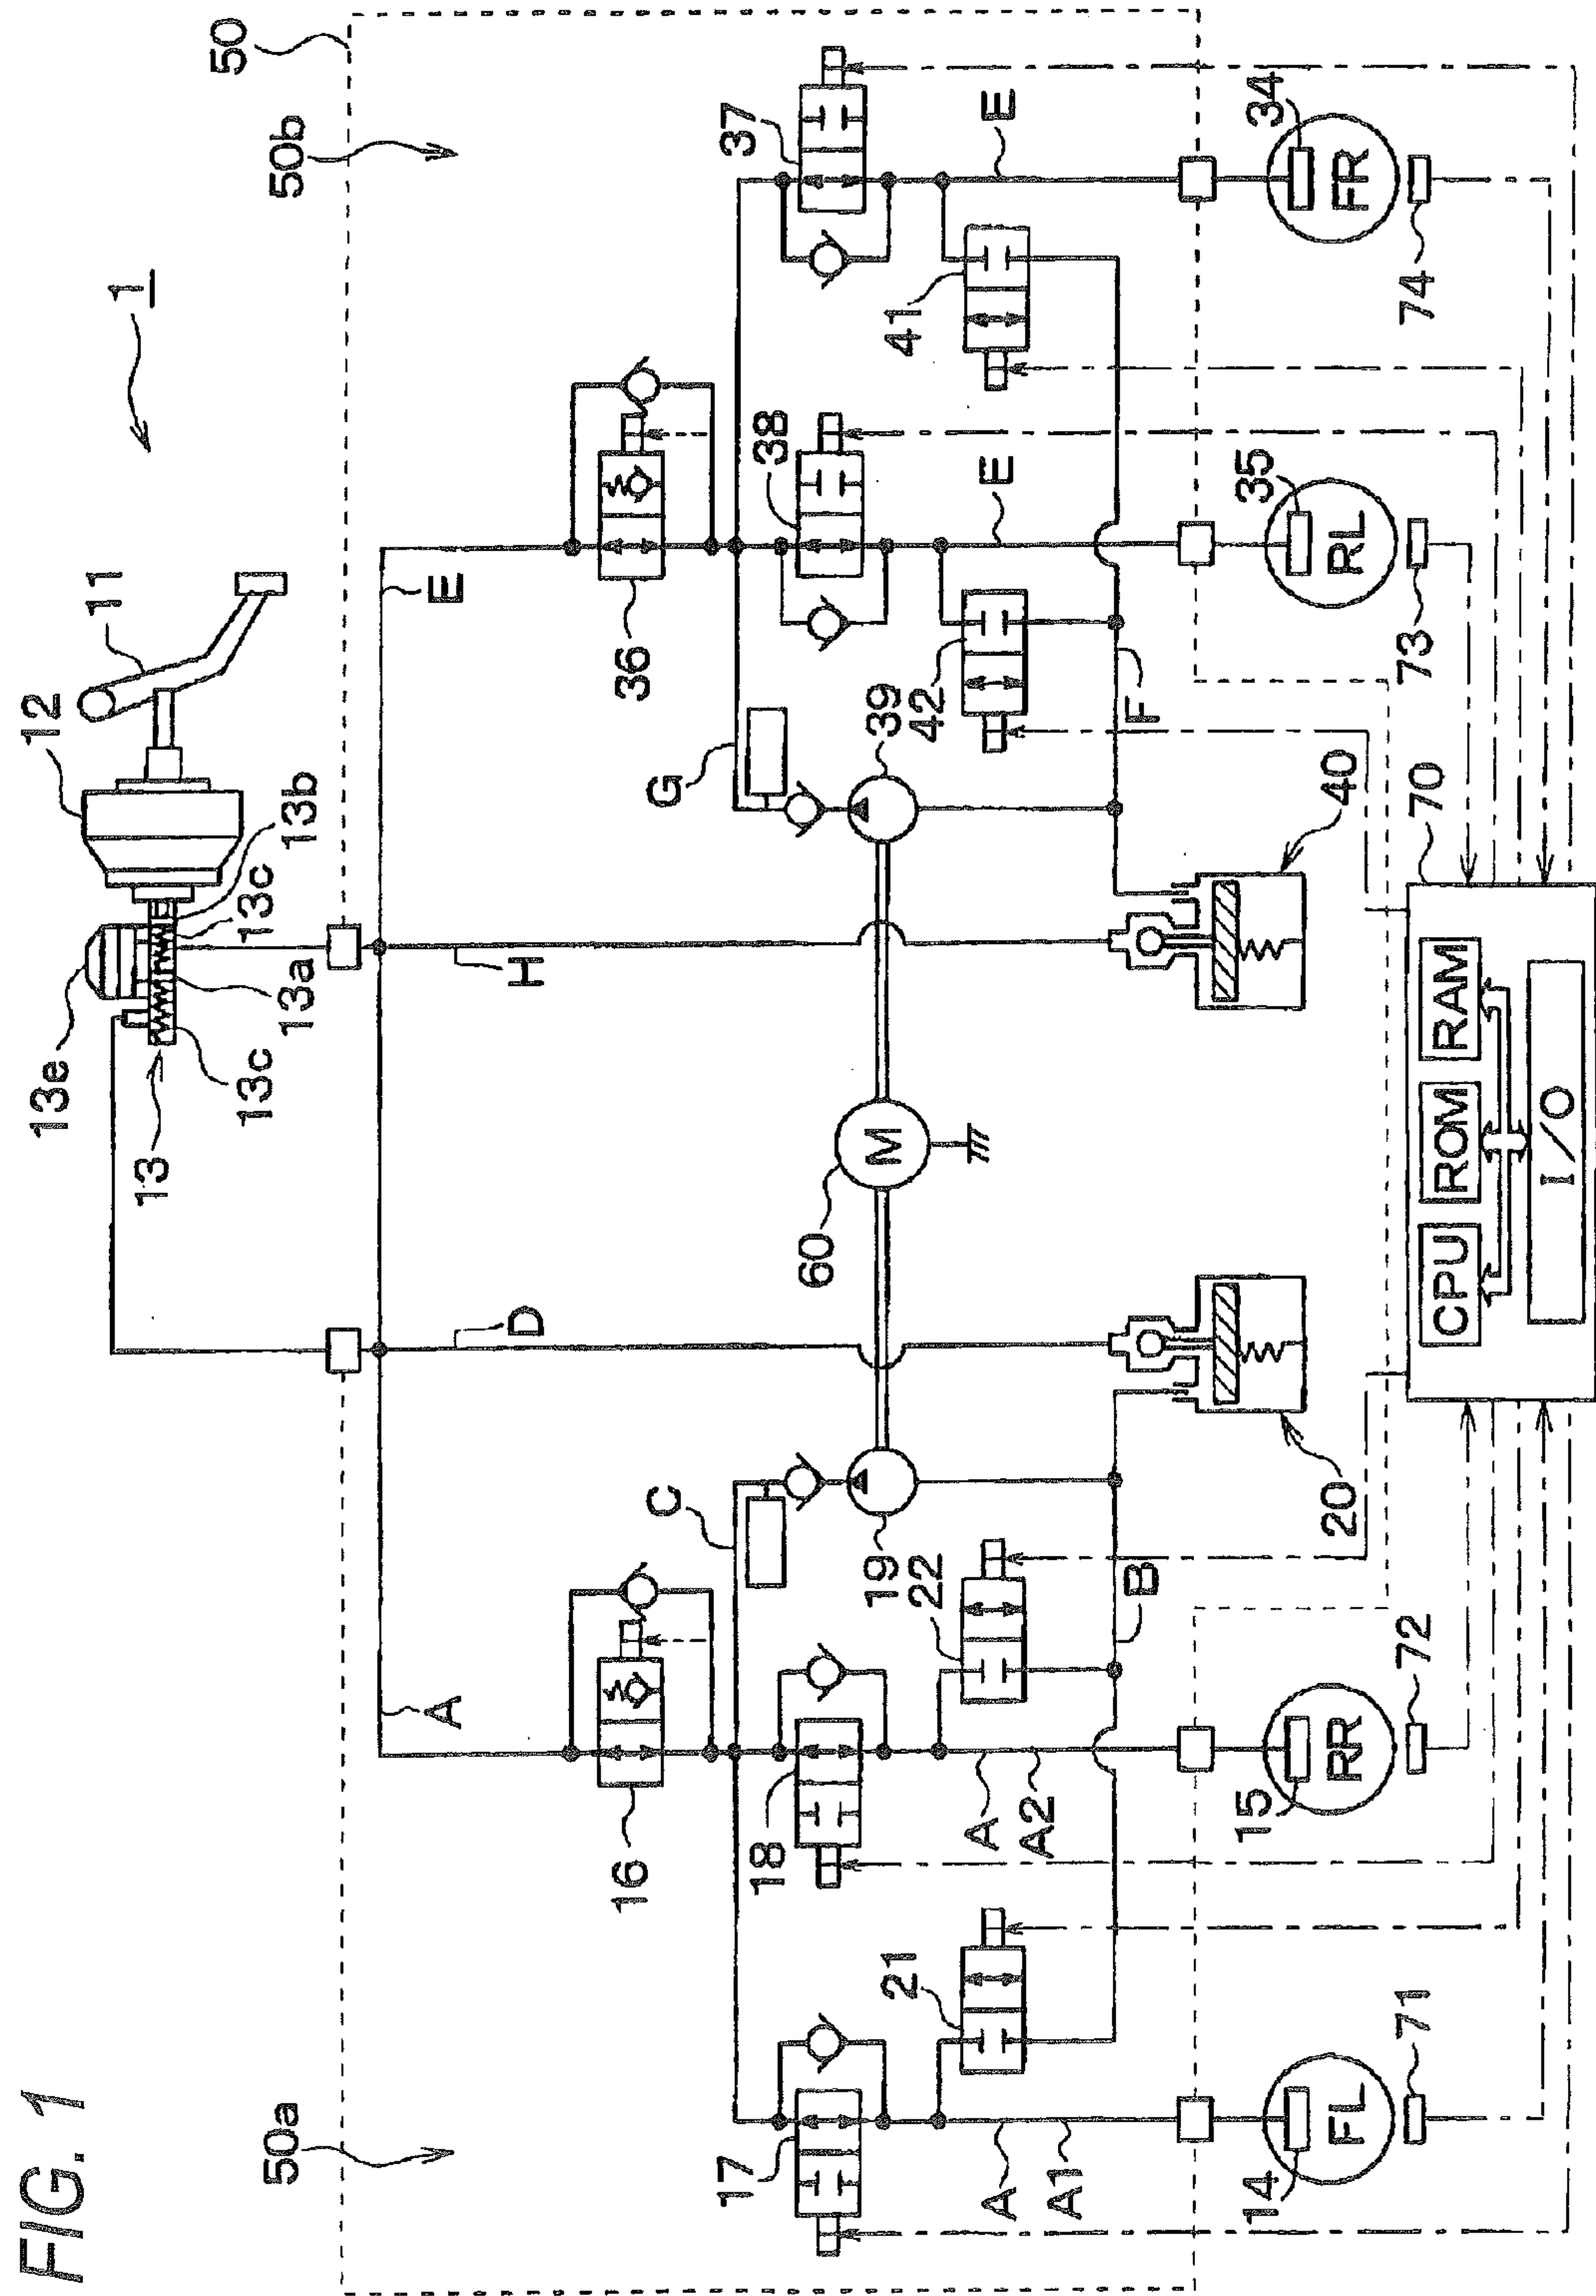 FIG. 1
1
11
12
13e
13b
13c
13a
13c
13
50
50a
50b
A
D
H
E
16
36
C
G
17
18
38
37
19
22
60
M
39
42
21
41
A
A1
A
A2
B
F
E
E
20
40
14
FL
15
RR
35
RL
34
FR
71
72
73
74
70
CPU
ROM
RAM
I/O